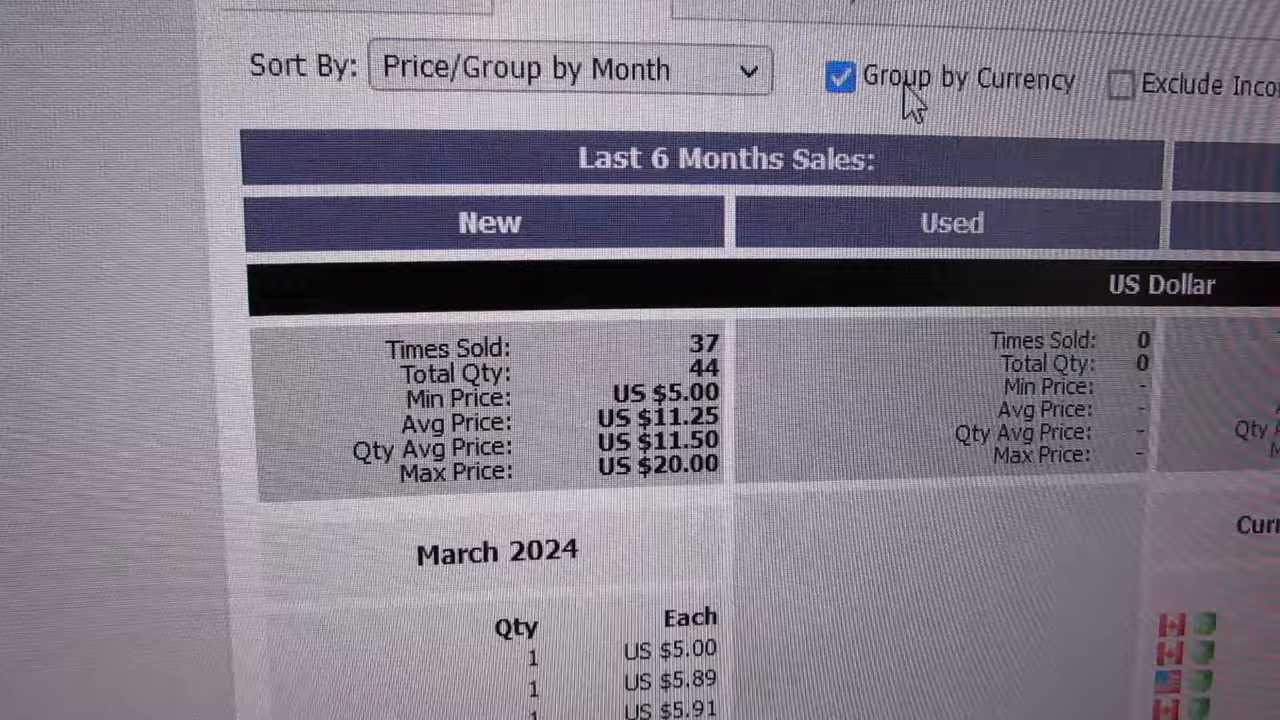 Sort By: Price/Group by Month Group by Currency Exclude
Last 6 Months Sales:
New Used
US Dollar
Times Sold: 37
Total Qty: 44
Min Price: US $5.00
Avg Price: US $11.25
Qty Avg Price: US $11.50
Max Price: US $20.00
Times Sold: 0
Total Qty: 0
Min Price: -
Avg Price: -
Qty Avg Price: -
Max Price: -
Qty
March 2024
Qty Each
1 US $5.00
1 US $5.89
1 US $5.91